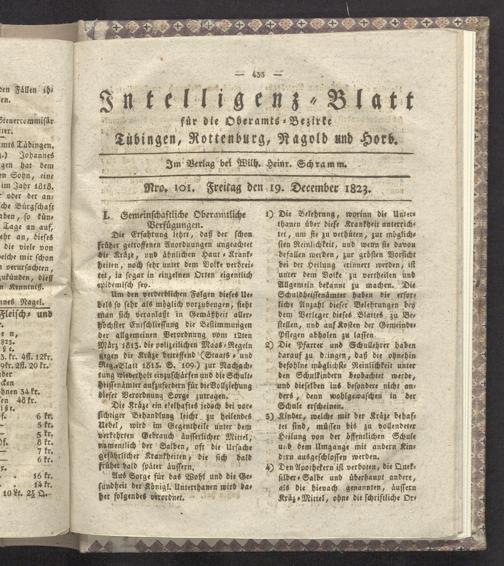 — 455 —
Intelligenz-Blatt
für die Oberamts-Bezirke
Tübingen, Rottenburg, Nagold und Horb.
Im Verlag bei Wilh. Heinr. Schramm.
Nro. 101. Freitag den 19. December 1823.
I. Gemeinschaftliche Oberamtliche
Verfügungen.
Die Erfahrung lehrt, daß der schon
früher getroffenen Anordnungen ungeachtet
die Krätze, und ähnlichen Haut-Krank-
heiten, noch sehr unter dem Volke verbrei-
tet, ja sogar in einzelnen Orten eigentlich
epidemisch sey.
Um den verderblichen Folgen dieses Ue-
bels so sehr als möglich vorzubeugen, sieht
man sich veranlaßt in Gemäßheit aller-
höchster Entschliessung die Bestimmungen
der allgemeinen Verordnung vom 12ten
März 1815. die polizeilichen Maas-Regeln
gegen die Krätze betreffend (Staats- und
Reg.Blatt 1815. S. 109.) zur Nachach-
tung wiederholt einzuschärfen und die Schult-
heissenämter aufzufordern für die Vollziehung
dieser Verordnung Sorge zutragen.
Die Krätze ein ekelhaftes jedoch bei vor-
sichtiger Behandlung leicht zu heilendes
Uebel, wird im Gegentheile unter dem
verkehrten Gebrauch äusserlicher Mittel,
namentlich der Salben, oft die Ursache
gefährlicher Krankheiten, die sich bald
früher bald später äussern.
Aus Sorge für das Wohl und die Ge-
sundheit der Königl. Unterthanen wird da-
her folgendes verordnet.
1) Die Belehrung, worinn die Unter-
thanen über diese Krankheit unterrich-
tet, um sie zu verhüten, zur möglich-
sten Reinlichkeit, und wenn sie davon
befallen werden, zur größten Vorsicht
bei der Heilung erinnert werden, ist
unter dem Volke zu vertheilen und
Allgemein bekannt zu machen. Die
Schuldheissenämter haben die erfor-
liche Anzahl dieser Belehrungen bey
dem Verleger dieses Blattes zu Be-
stellen, und auf Kosten der Gemeinde-
Pflegen abholen zu lassen.
2) Die Pfarrer und Schullehrer haben
darauf zu dringen, daß die ohnehin
befohlne möglichste Reinlichkeit unter
den Schulkindern beobachtet werde,
und dieselben ins besondere nicht an-
ders, denn wohlgewaschen in der
Schule erscheinen.
3) Kinder, welche mit der Krätze behaf-
tet sind, müssen bis zu vollendeter
Heilung von der öffentlichen Schule
und dem Umgange mit andern Kin-
dern ausgeschlossen werden.
4) Den Apothekern ist verboten, die Queck-
silber-Salbe und überhaupt andere,
als die hienach genannten, äussern
Kräz-Mittel, ohne die schriftliche Or-